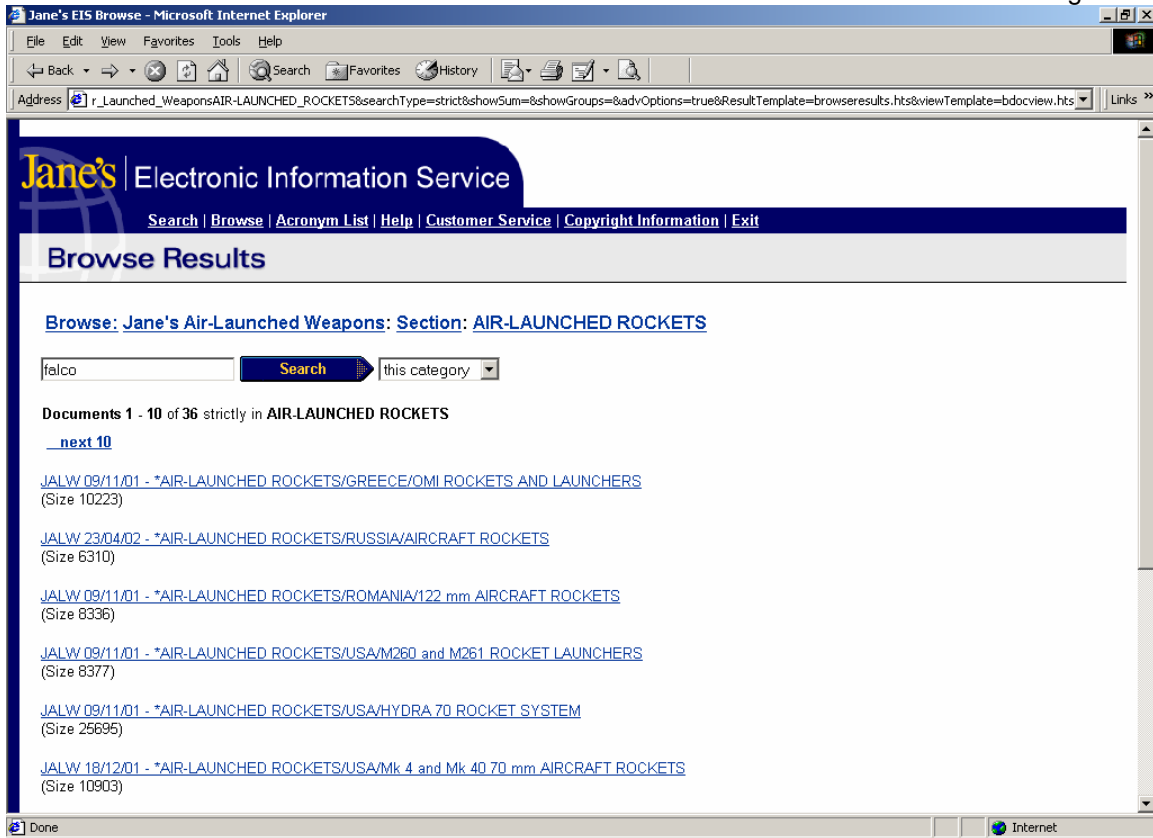 Jane's EIS Browse - Microsoft Internet Explorer
File Edit View Favorites Tools Help
Back Search Favorites History
Address r_Launched_WeaponsAIR-LAUNCHED_ROCKETS&searchType=strict&showSum=&showGroups=&advOptions=true&ResultTemplate=browseresults.hts&viewTemplate=bdocview.hts Links »
Jane's | Electronic Information Service
Search | Browse | Acronym List | Help | Customer Service | Copyright Information | Exit
Browse Results
Browse: Jane's Air-Launched Weapons: Section: AIR-LAUNCHED ROCKETS
falco Search this category
Documents 1 - 10 of 36 strictly in AIR-LAUNCHED ROCKETS
next 10
JALW 09/11/01 - *AIR-LAUNCHED ROCKETS/GREECE/OMI ROCKETS AND LAUNCHERS
(Size 10223)
JALW 23/04/02 - *AIR-LAUNCHED ROCKETS/RUSSIA/AIRCRAFT ROCKETS
(Size 6310)
JALW 09/11/01 - *AIR-LAUNCHED ROCKETS/ROMANIA/122 mm AIRCRAFT ROCKETS
(Size 8336)
JALW 09/11/01 - *AIR-LAUNCHED ROCKETS/USA/M260 and M261 ROCKET LAUNCHERS
(Size 8377)
JALW 09/11/01 - *AIR-LAUNCHED ROCKETS/USA/HYDRA 70 ROCKET SYSTEM
(Size 25695)
JALW 18/12/01 - *AIR-LAUNCHED ROCKETS/USA/Mk 4 and Mk 40 70 mm AIRCRAFT ROCKETS
(Size 10903)
Done Internet